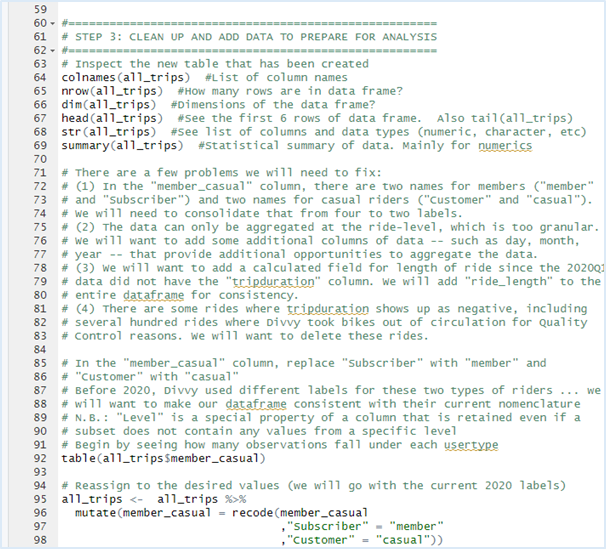 59
60 #=====================================================
61 # STEP 3: CLEAN UP AND ADD DATA TO PREPARE FOR ANALYSIS
62 #=====================================================
63 # Inspect the new table that has been created
64 colnames(all_trips)  #List of column names
65 nrow(all_trips)  #How many rows are in data frame?
66 dim(all_trips)  #Dimensions of the data frame?
67 head(all_trips)  #See the first 6 rows of data frame.  Also tail(all_trips)
68 str(all_trips)  #See list of columns and data types (numeric, character, etc)
69 summary(all_trips)  #Statistical summary of data. Mainly for numerics
70
71 # There are a few problems we will need to fix:
72 # (1) In the "member_casual" column, there are two names for members ("member"
73 # and "Subscriber") and two names for casual riders ("Customer" and "casual").
74 # We will need to consolidate that from four to two labels.
75 # (2) The data can only be aggregated at the ride-level, which is too granular.
76 # We will want to add some additional columns of data -- such as day, month,
77 # year -- that provide additional opportunities to aggregate the data.
78 # (3) We will want to add a calculated field for length of ride since the 2020Q1
79 # data did not have the "tripduration" column. We will add "ride_length" to the
80 # entire dataframe for consistency.
81 # (4) There are some rides where tripduration shows up as negative, including
82 # several hundred rides where Divvy took bikes out of circulation for Quality
83 # Control reasons. We will want to delete these rides.
84
85 # In the "member_casual" column, replace "Subscriber" with "member" and
86 # "Customer" with "casual"
87 # Before 2020, Divvy used different labels for these two types of riders ... we
88 # will want to make our dataframe consistent with their current nomenclature
89 # N.B.: "Level" is a special property of a column that is retained even if a
90 # subset does not contain any values from a specific level
91 # Begin by seeing how many observations fall under each usertype
92 table(all_trips$member_casual)
93
94 # Reassign to the desired values (we will go with the current 2020 labels)
95 all_trips <-  all_trips %>%
96   mutate(member_casual = recode(member_casual
97                                 ,"Subscriber" = "member"
98                                 ,"Customer" = "casual"))